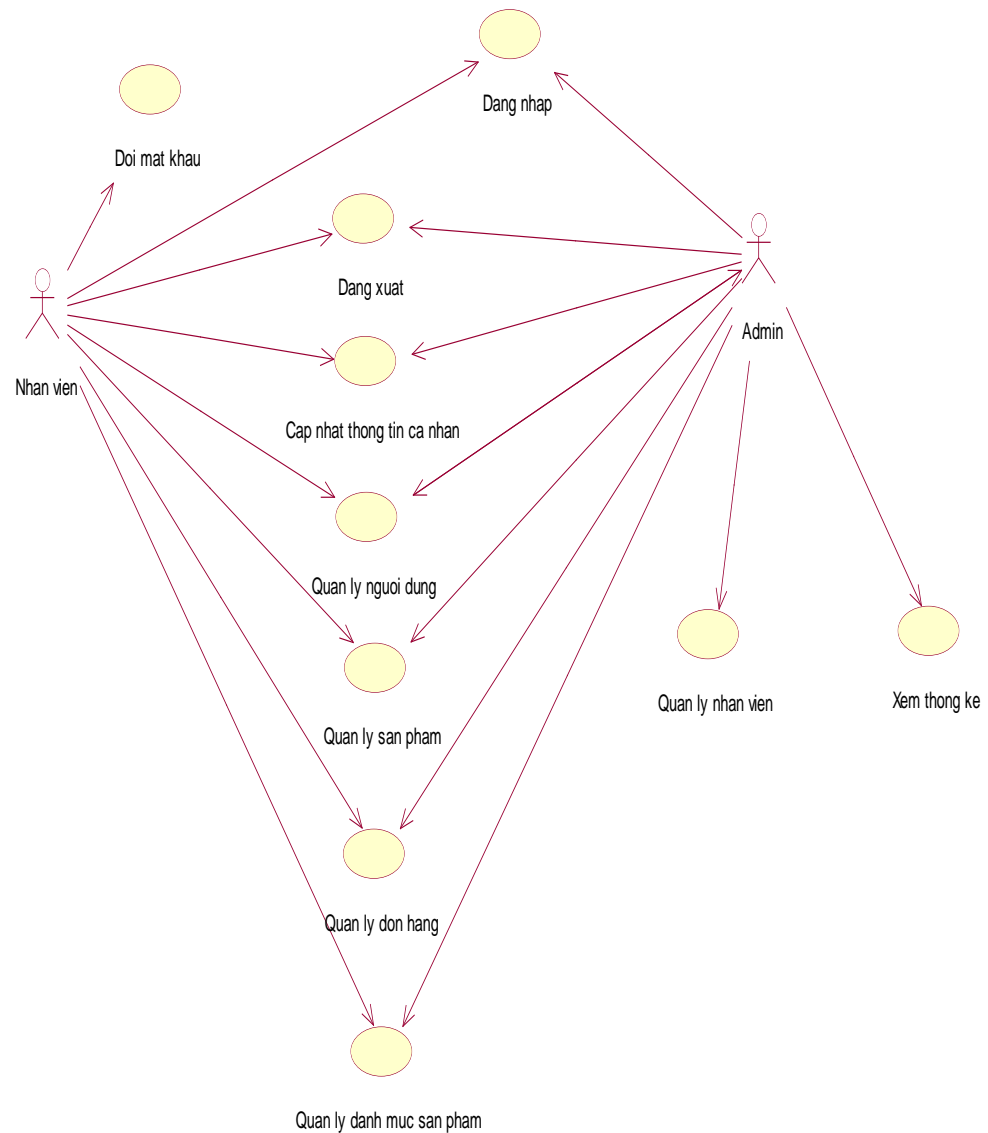 Dang nhap
Doi mat khau
Dang xuat
Admin
Nhan vien
Cap nhat thong tin ca nhan
Quan ly nguoi dung
Quan ly nhan vien
Xem thong ke
Quan ly san pham
Quan ly don hang
Quan ly danh muc san pham